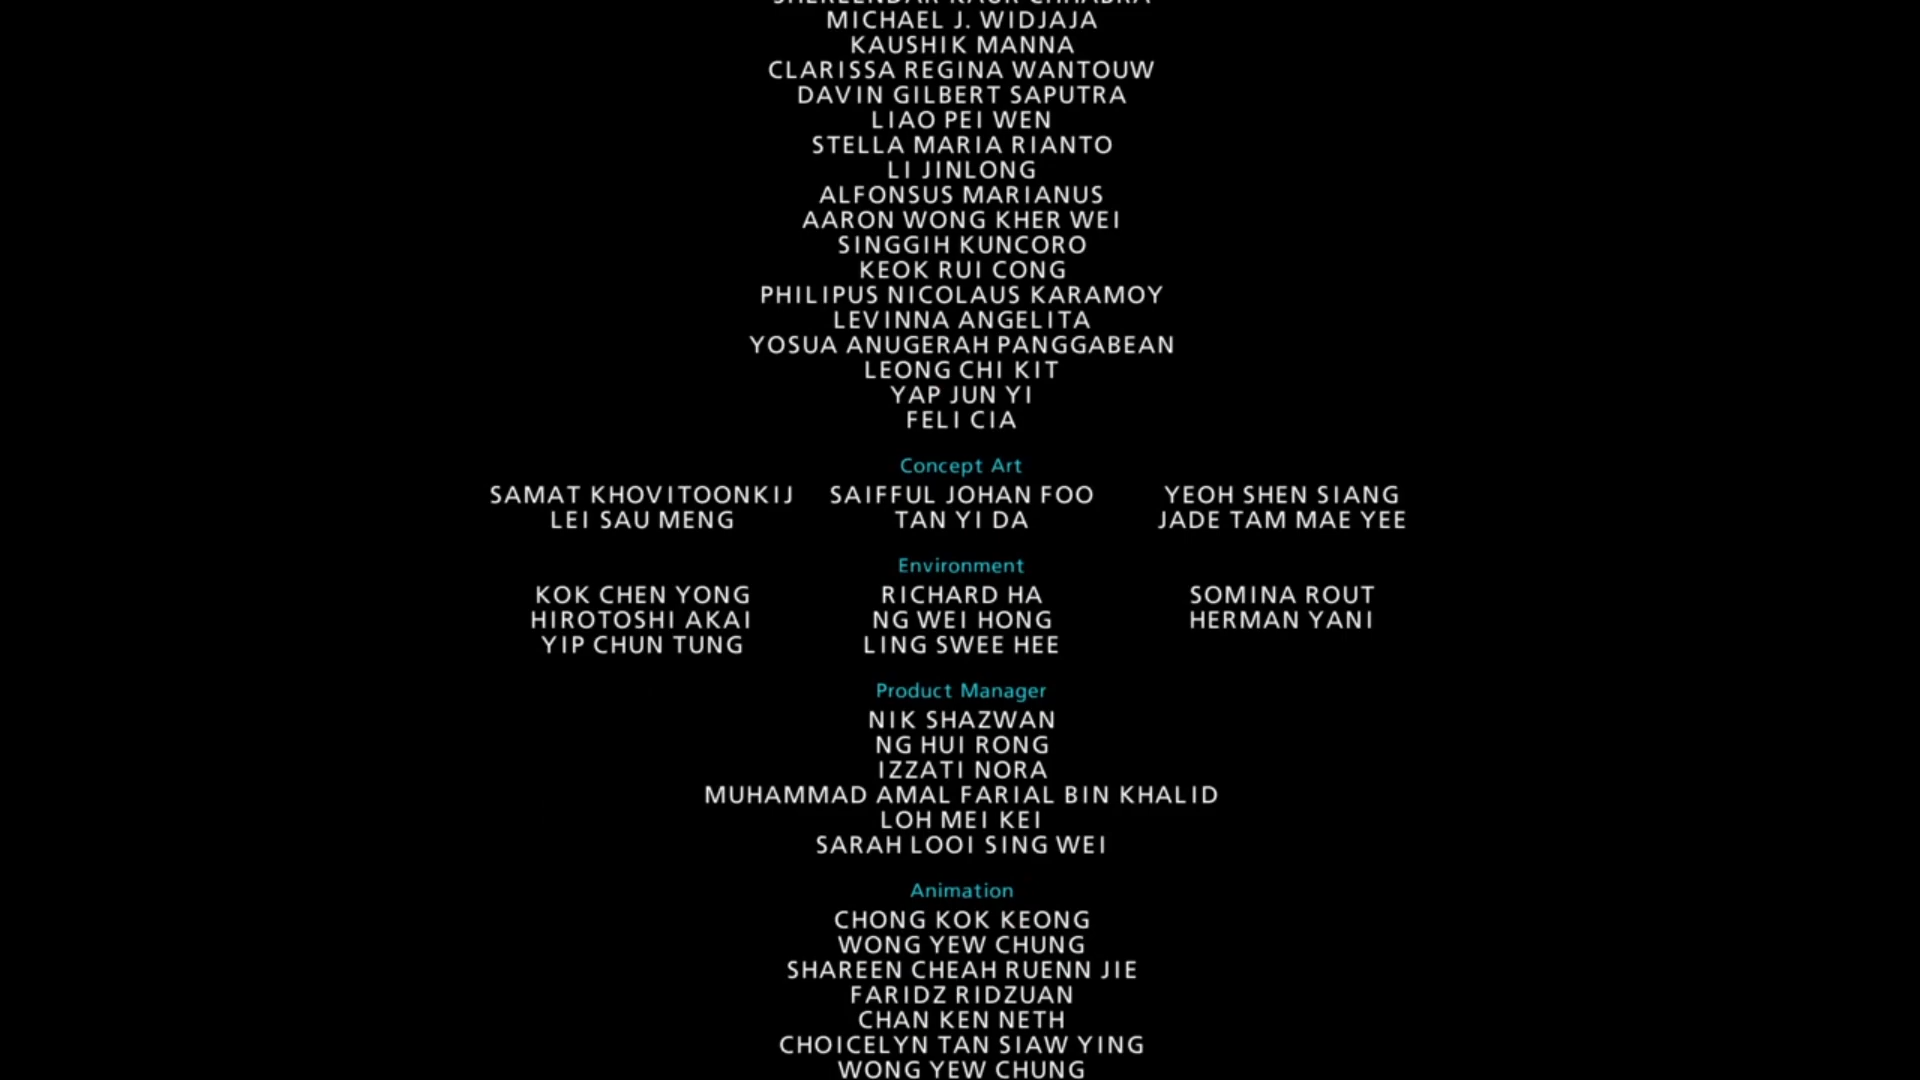 SHEREENDAR KAUR CHHABRA
MICHAEL J. WIDJAJA
KAUSHIK MANNA
CLARISSA REGINA WANTOUW
DAVIN GILBERT SAPUTRA
LIAO PEI WEN
STELLA MARIA RIANTO
LI JINLONG
ALFONSUS MARIANUS
AARON WONG KHER WEI
SINGGIH KUNCORO
KEOK RUI CONG
PHILIPUS NICOLAUS KARAMOY
LEVINNA ANGELITA
YOSUA ANUGERAH PANGGABEAN
LEONG CHI KIT
YAP JUN YI
FELI CIA
Concept Art
SAMAT KHOVITOONKIJ SAIFFUL JOHAN FOO YEOH SHEN SIANG
LEI SAU MENG TAN YI DA JADE TAM MAE YEE
Environment
KOK CHEN YONG RICHARD HA SOMINA ROUT
HIROTOSHI AKAI NG WEI HONG HERMAN YANI
YIP CHUN TUNG LING SWEE HEE
Product Manager
NIK SHAZWAN
NG HUI RONG
IZZATI NORA
MUHAMMAD AMAL FARIAL BIN KHALID
LOH MEI KEI
SARAH LOOI SING WEI
Animation
CHONG KOK KEONG
WONG YEW CHUNG
SHAREEN CHEAH RUENN JIE
FARIDZ RIDZUAN
CHAN KEN NETH
CHOICELYN TAN SIAW YING
WONG YEW CHUNG